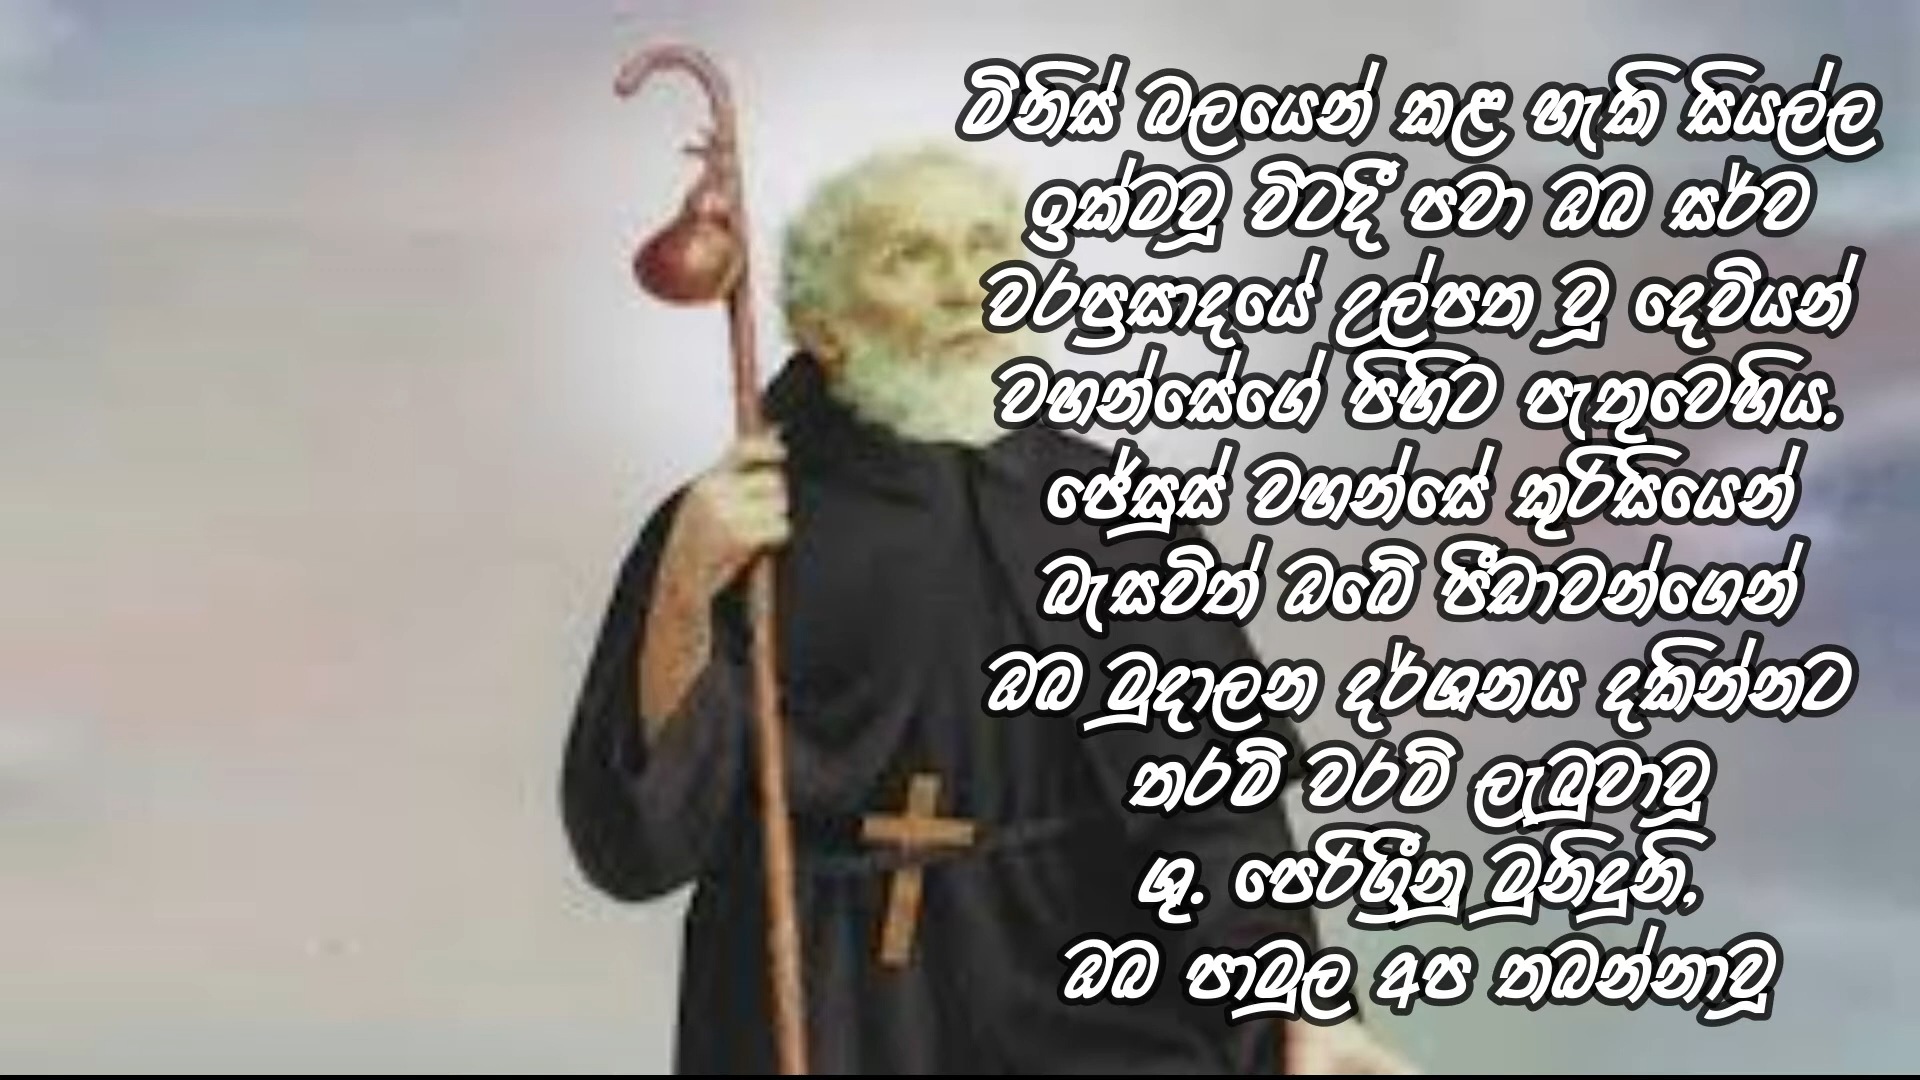 මිනිස් බලයෙන් කළ හැකි සියල්ල
ඉක්මවූ විටදී පවා ඔබ සර්ව
වරප්‍රසාදයේ උල්පත වූ දෙවියන්
වහන්සේගේ පිහිට පැතුවෙහිය.
ජේසුස් වහන්සේ කුරිසියෙන්
බැසවිත් ඔබේ පීඩාවන්ගෙන්
ඔබ මුදාලන දර්ශනය දකින්නට
තරම් වරම් ලැබුවාවූ
ශු. පෙරිග්‍රීනු මුනිදුනි,
ඔබ පාමුල අප තබන්නාවූ